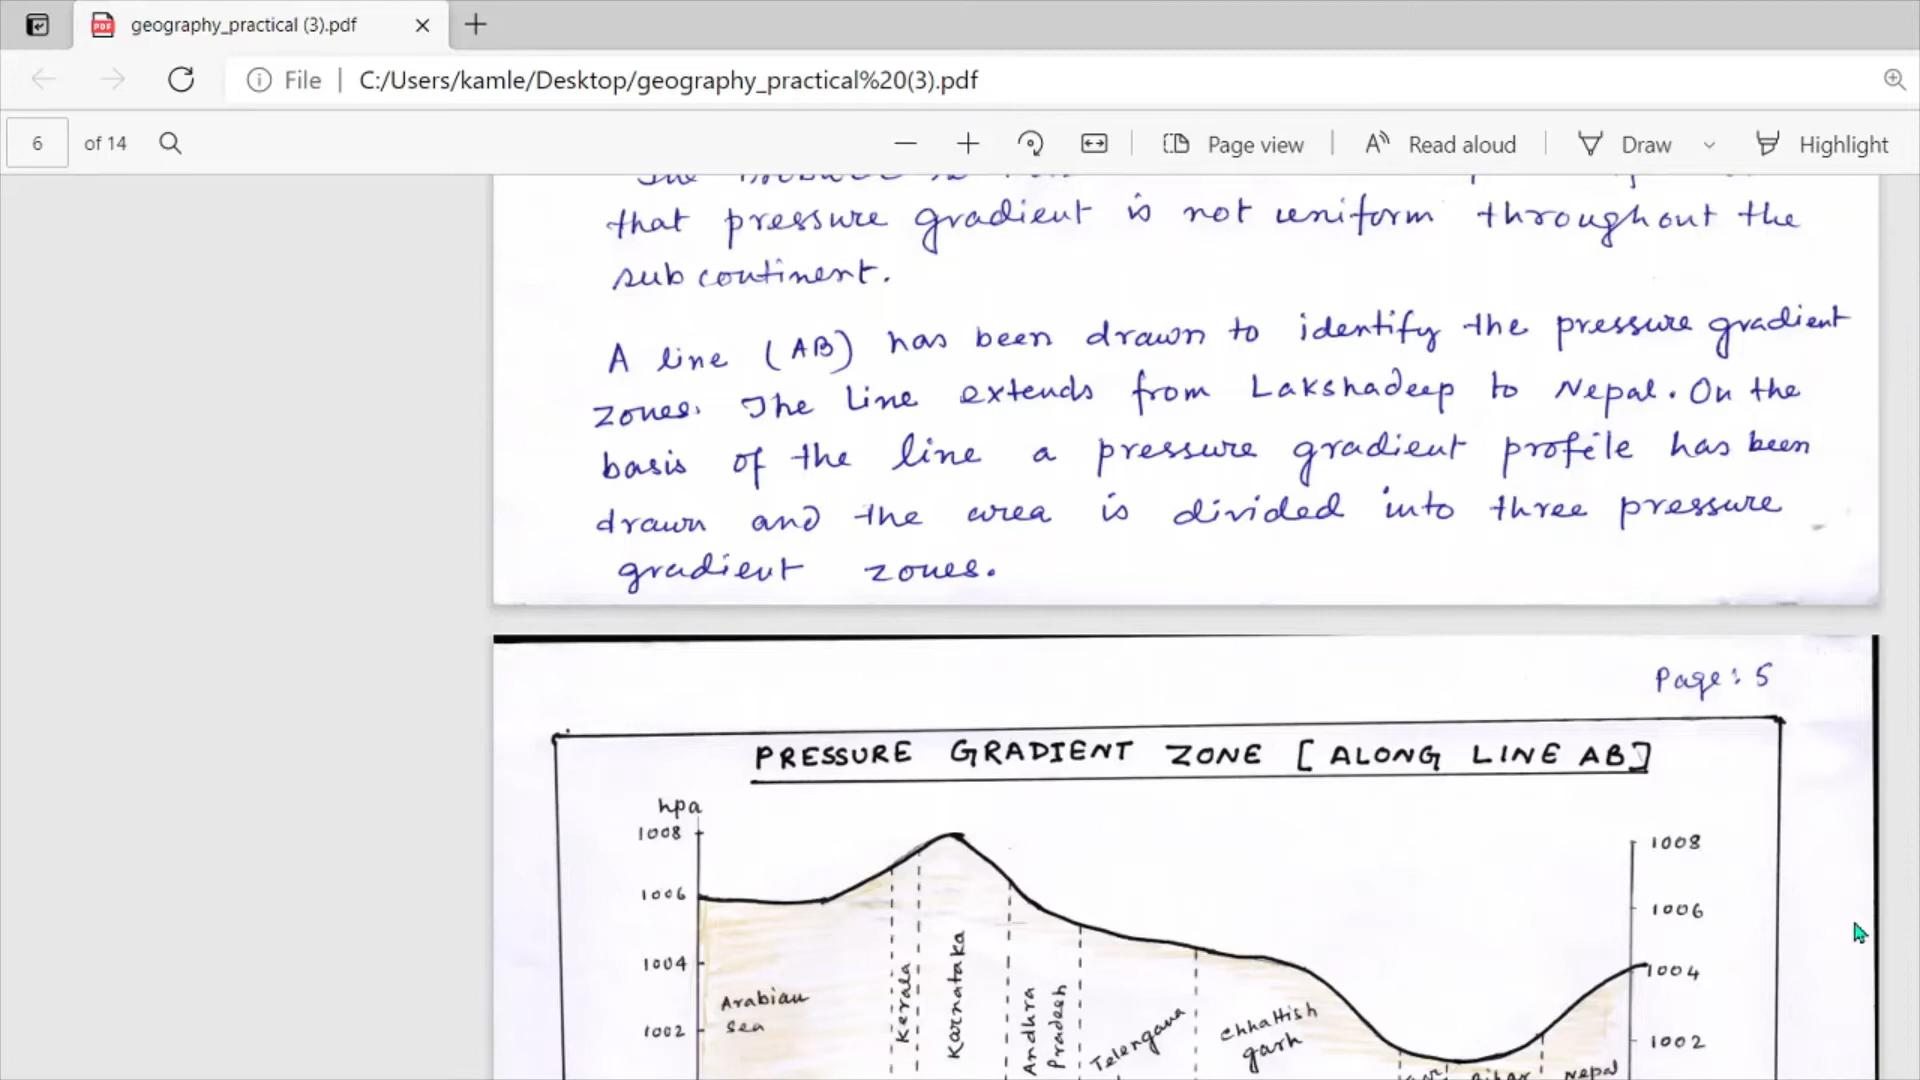 geography_practical (3).pdf
File | C:/Users/kamle/Desktop/geography_practical%20(3).pdf
6 of 14
Page view
Read aloud
Draw
Highlight
that pressure gradient is not uniform throughout the
sub continent.
A line (AB) has been drawn to identify the pressure gradient
zones. The line extends from Lakshadeep to Nepal. On the
basis of the line a pressure gradient profile has been
drawn and the area is divided into three pressure
gradient zones.
Page: 5
PRESSURE GRADIENT ZONE [ALONG LINE AB]
hpa
1008
1006
1004
1002
1008
1006
1004
1002
Arabian
sea
Kerala
Karnataka
Andhra
Pradesh
Telengana
Chhattish
garh
Bihar
Nepal